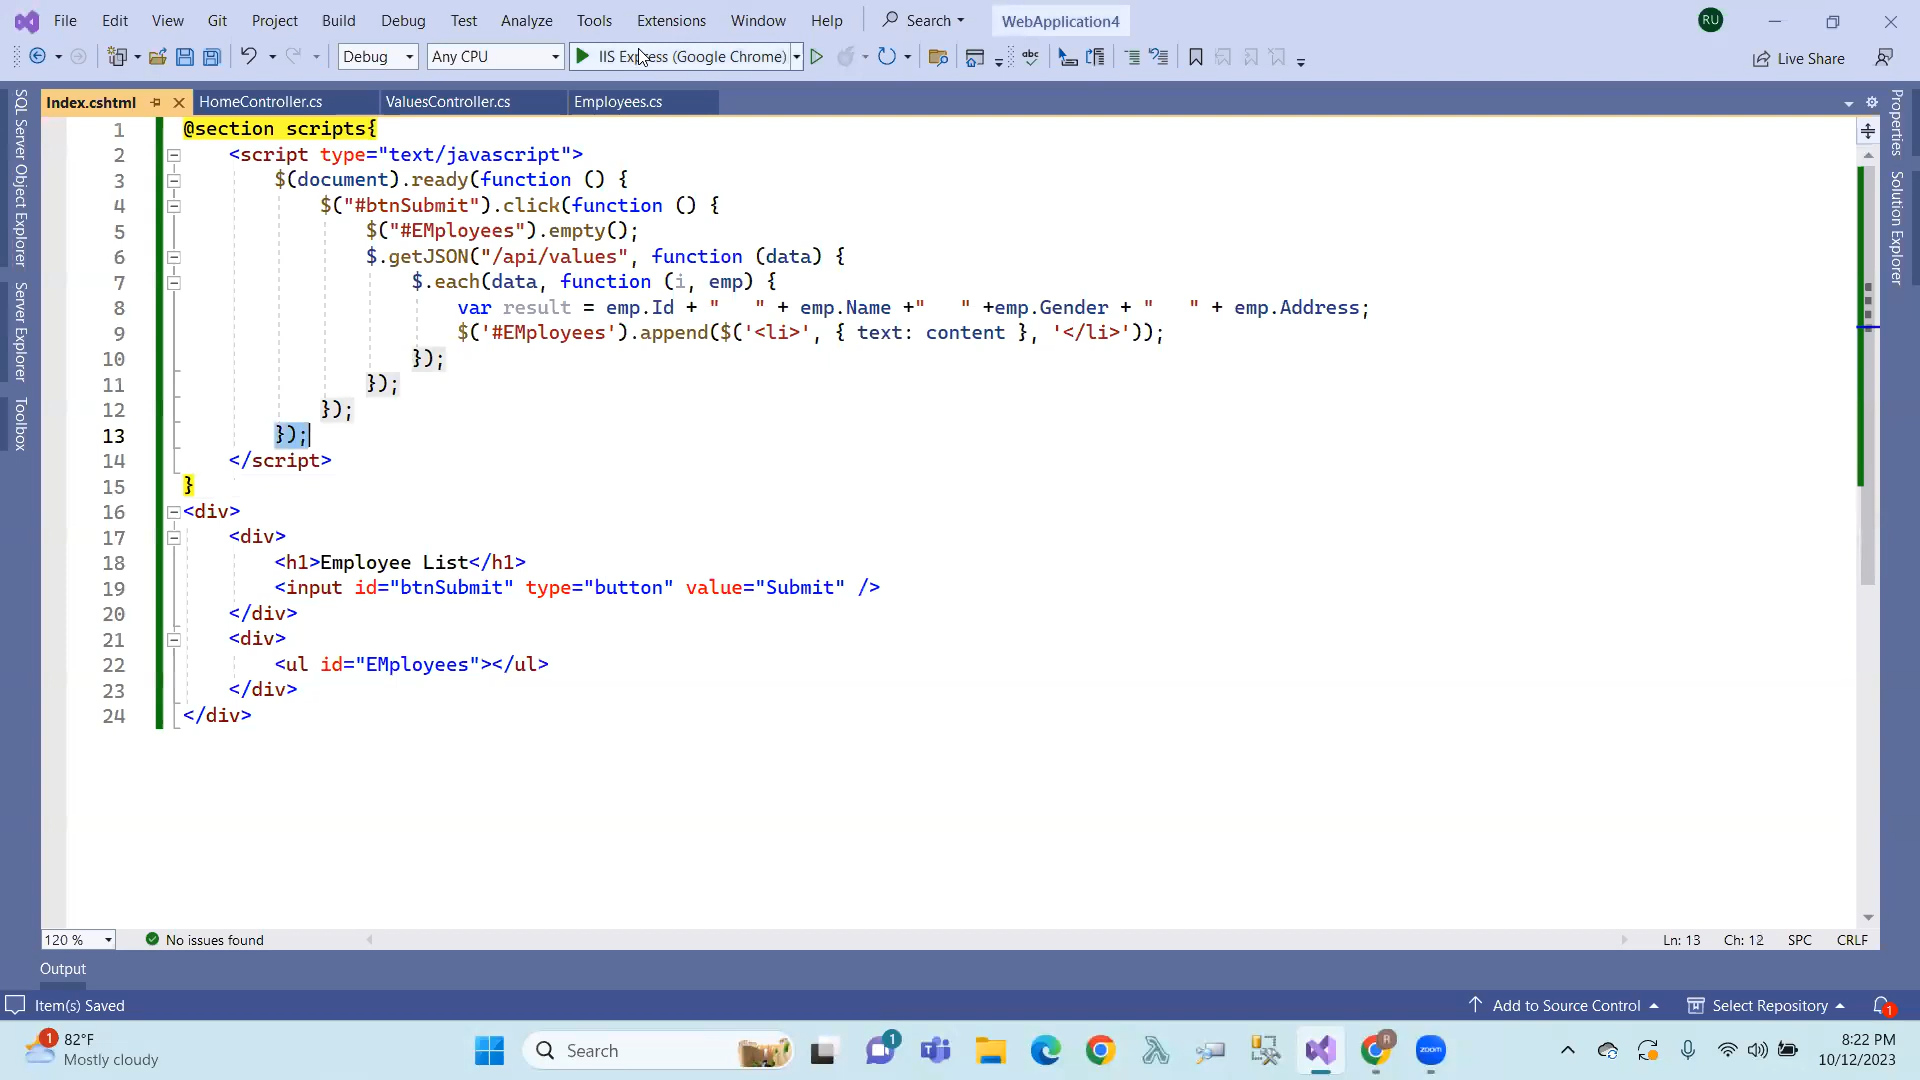 File Edit View Git Project Build Debug Test Analyze Tools Extensions Window Help Search WebApplication4 RU
Debug Any CPU IIS Express (Google Chrome) Live Share
Index.cshtml HomeController.cs ValuesController.cs Employees.cs
SQL Server Object Explorer
Server Explorer
Toolbox
Properties
Solution Explorer
1 @section scripts{
2 <script type="text/javascript">
3 $(document).ready(function () {
4 $("#btnSubmit").click(function () {
5 $("#EMployees").empty();
6 $.getJSON("/api/values", function (data) {
7 $.each(data, function (i, emp) {
8 var result = emp.Id + "   " + emp.Name +"   " +emp.Gender + "   " + emp.Address;
9 $('#EMployees').append($('<li>', { text: content }, '</li>'));
10 });
11 });
12 });
13 });
14 </script>
15 }
16 <div>
17 <div>
18 <h1>Employee List</h1>
19 <input id="btnSubmit" type="button" value="Submit" />
20 </div>
21 <div>
22 <ul id="EMployees"></ul>
23 </div>
24 </div>
120 % No issues found Ln: 13 Ch: 12 SPC CRLF
Output
Item(s) Saved Add to Source Control Select Repository 1
1 82°F
Mostly cloudy
Search
1
R
zoom
8:22 PM
10/12/2023